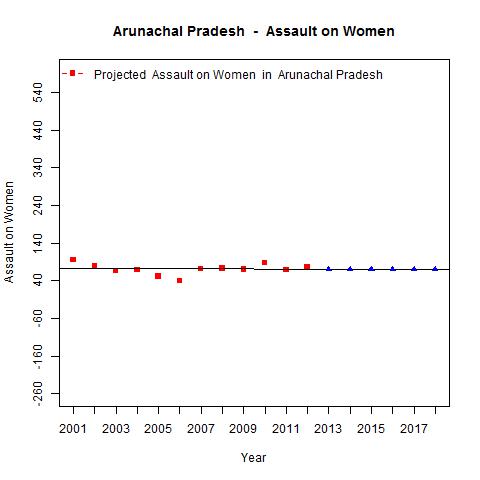 Arunachal Pradesh - Assault on Women
Projected Assault on Women in Arunachal Pradesh
540
440
340
240
140
40
-60
-160
-260
Assault on Women
2001 2003 2005 2007 2009 2011 2013 2015 2017
Year